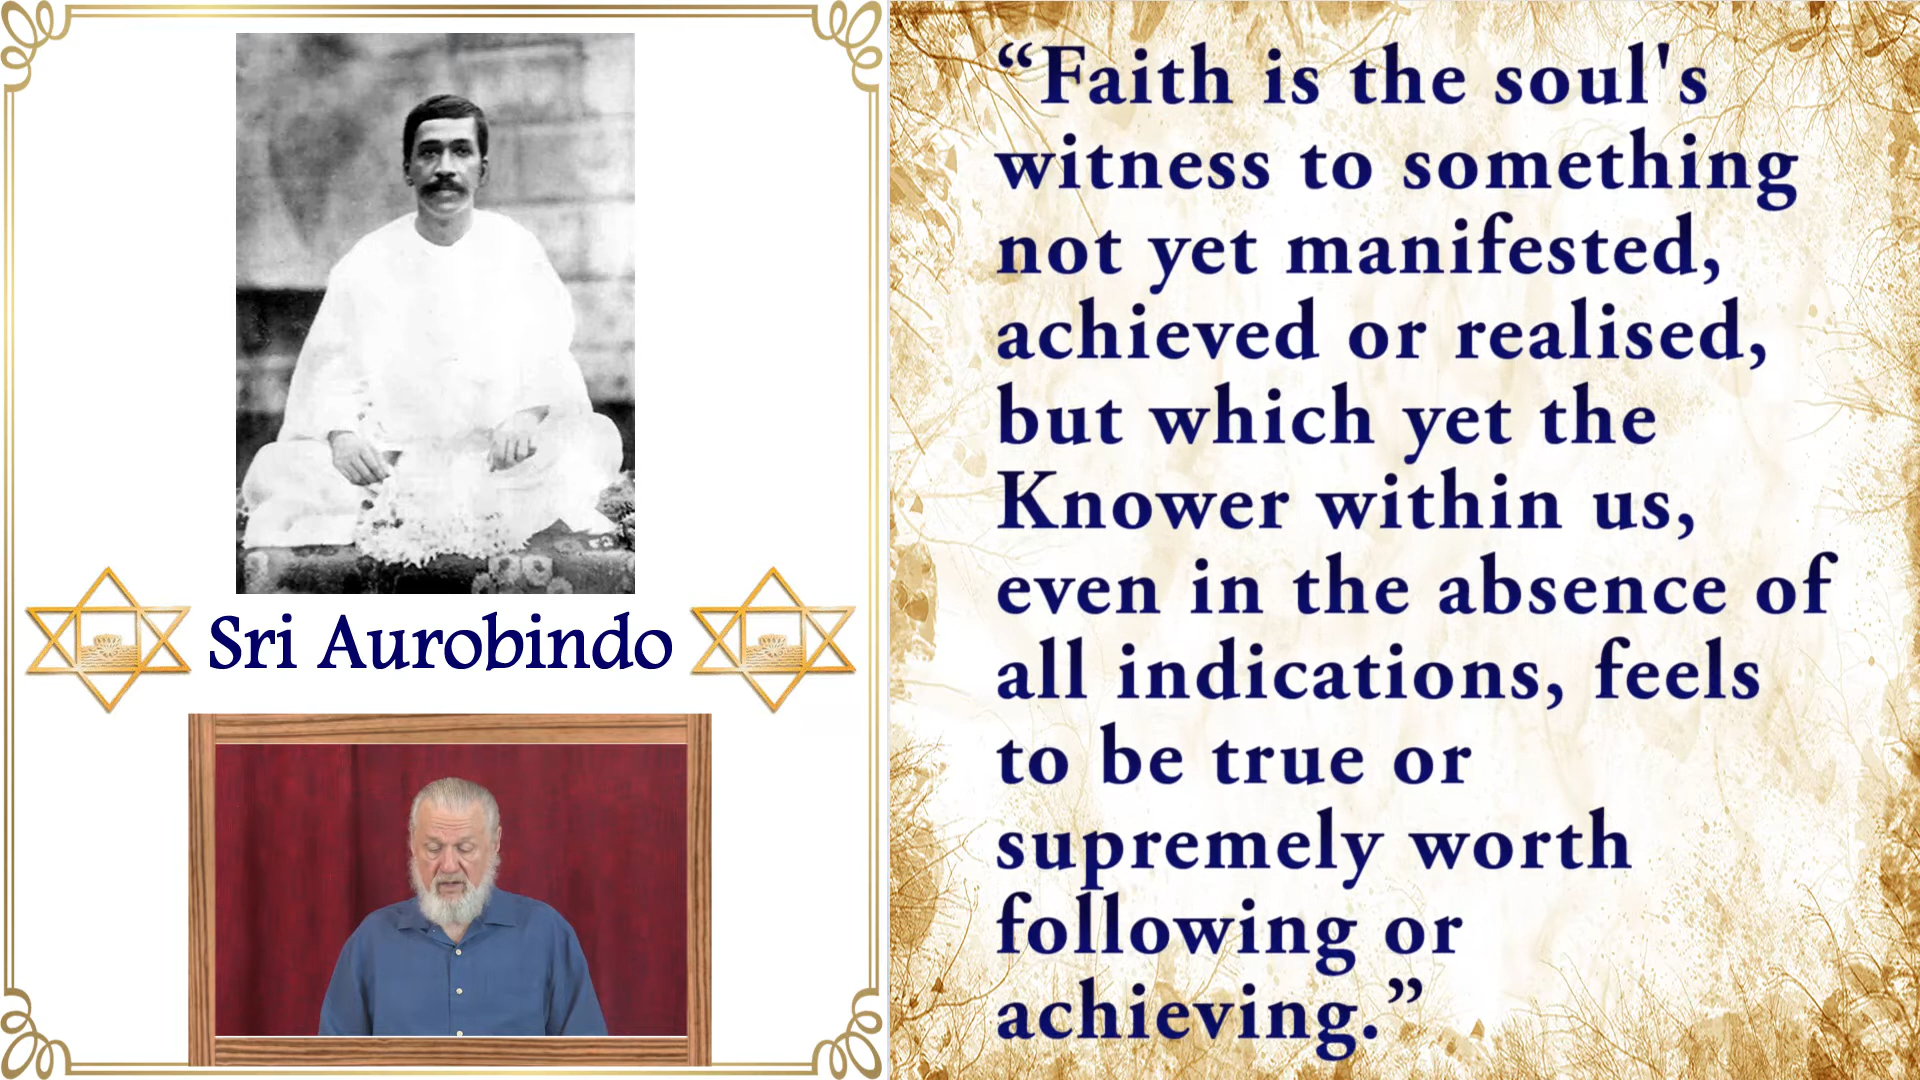 Sri Aurobindo
“Faith is the soul's
witness to something
not yet manifested,
achieved or realised,
but which yet the
Knower within us,
even in the absence of
all indications, feels
to be true or
supremely worth
following or
achieving.”